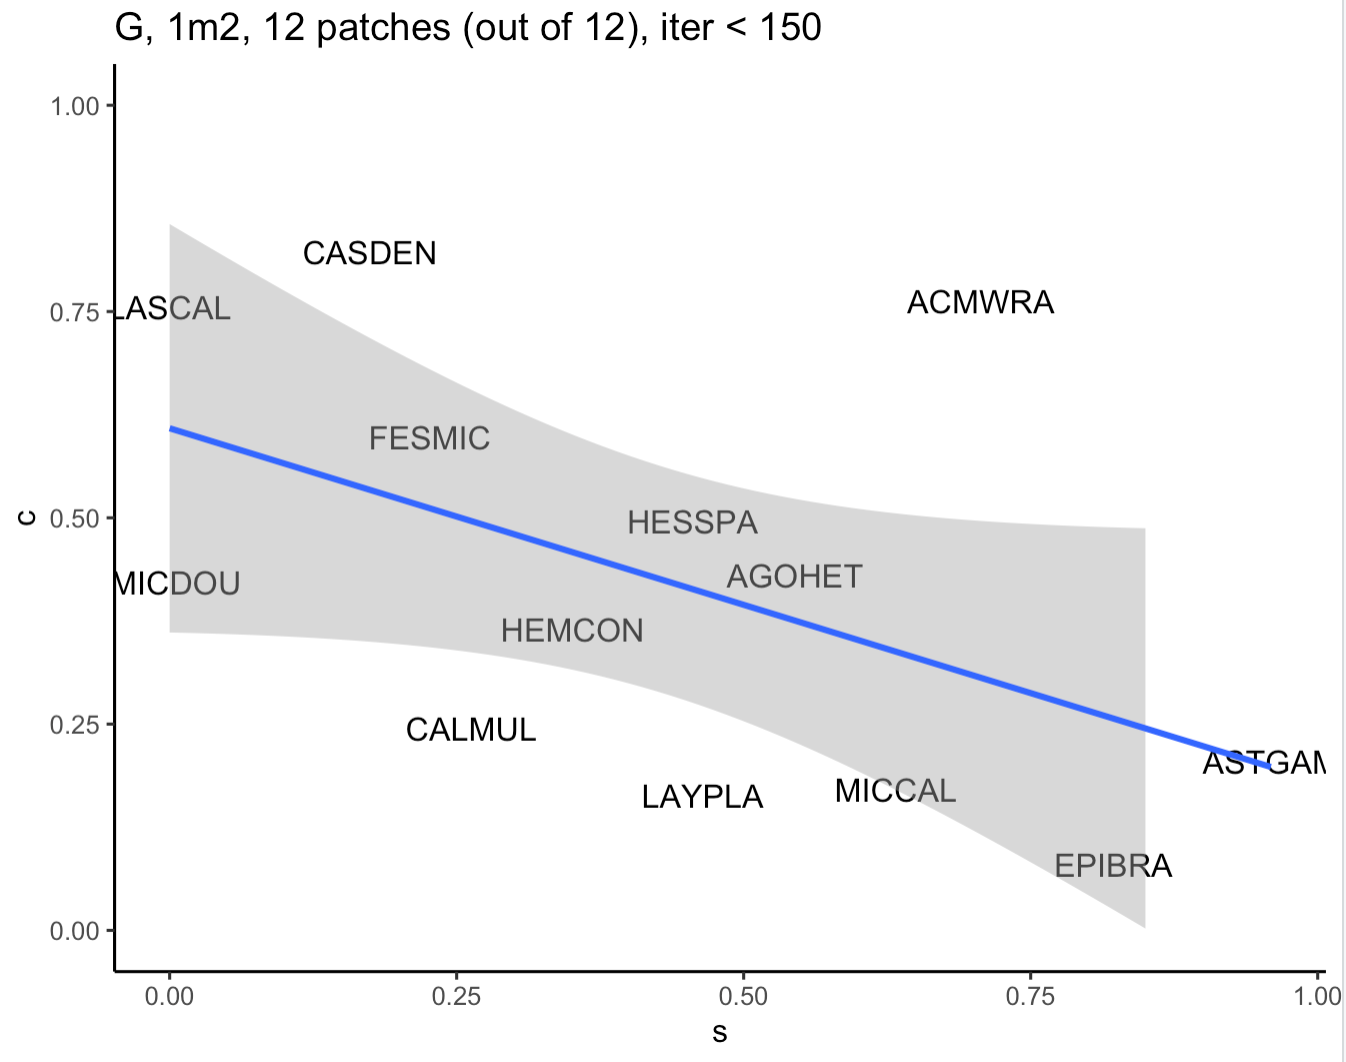 G, 1m2, 12 patches (out of 12), iter < 150
1.00
CASDEN
ACMWRA
0.75
LASCAL
FESMIC
c
0.50
HESSPA
AGOHET
MICDOU
HEMCON
0.25
CALMUL
ASTGAM
LAYPLA
MICCAL
EPIBRA
0.00
0.00 0.25 0.50 0.75 1.00
s